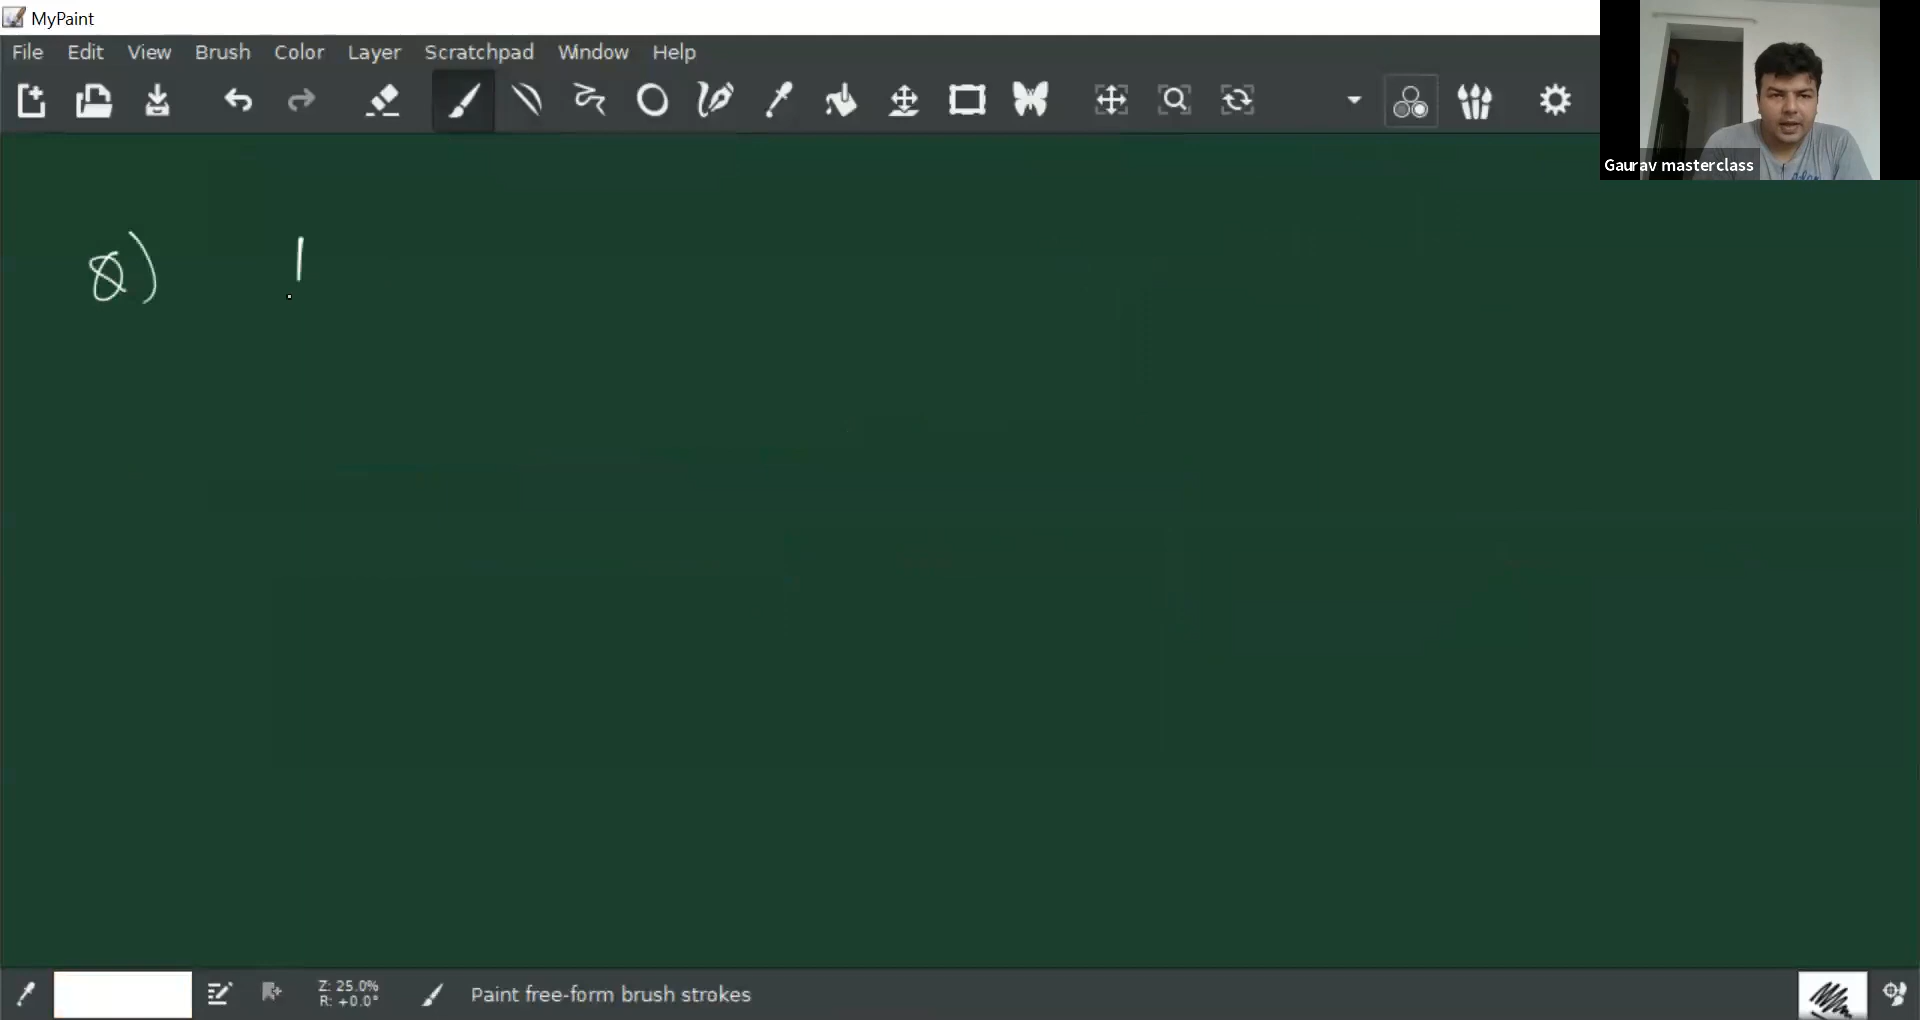 MyPaint
File Edit View Brush Color Layer Scratchpad Window Help
Gaurav masterclass
8) 1
Z: 25.0%
R: +0.0°
Paint free-form brush strokes